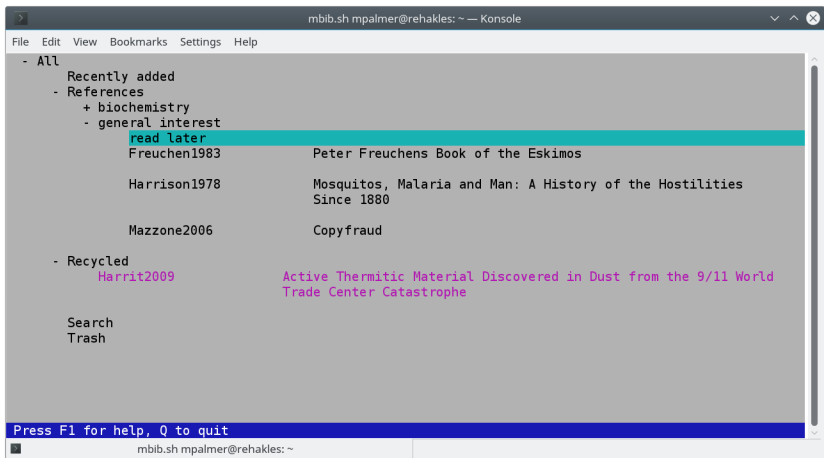 mbib.sh mpalmer@rehakles: ~ — Konsole
File Edit View Bookmarks Settings Help
- All
Recently added
- References
+ biochemistry
- general interest
read later
Freuchen1983 Peter Freuchens Book of the Eskimos
Harrison1978 Mosquitos, Malaria and Man: A History of the Hostilities
Since 1880
Mazzone2006 Copyfraud
- Recycled
Harrit2009 Active Thermitic Material Discovered in Dust from the 9/11 World
Trade Center Catastrophe
Search
Trash
Press F1 for help, Q to quit
mbib.sh mpalmer@rehakles: ~